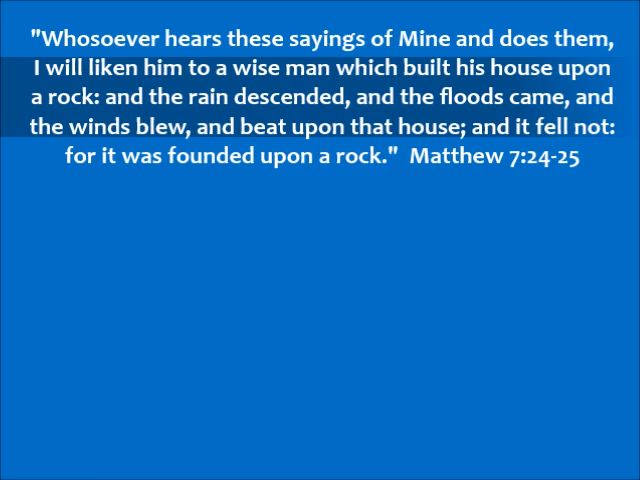 "Whosoever hears these sayings of Mine and does them,
I will liken him to a wise man which built his house upon
a rock: and the rain descended, and the floods came, and
the winds blew, and beat upon that house; and it fell not:
for it was founded upon a rock."  Matthew 7:24-25